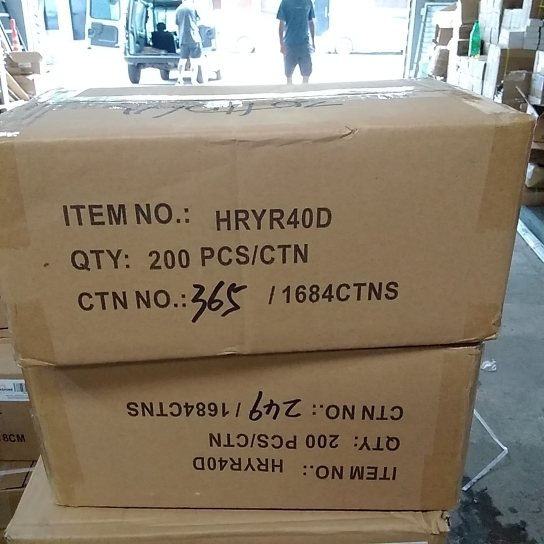 ITEM NO.: HRYR40D
QTY: 200 PCS/CTN
CTN NO.: 365 / 1684CTNS
ITEM NO.: HRYR40D
QTY: 200 PCS/CTN
CTN NO.: 249 / 1684CTNS
8CM